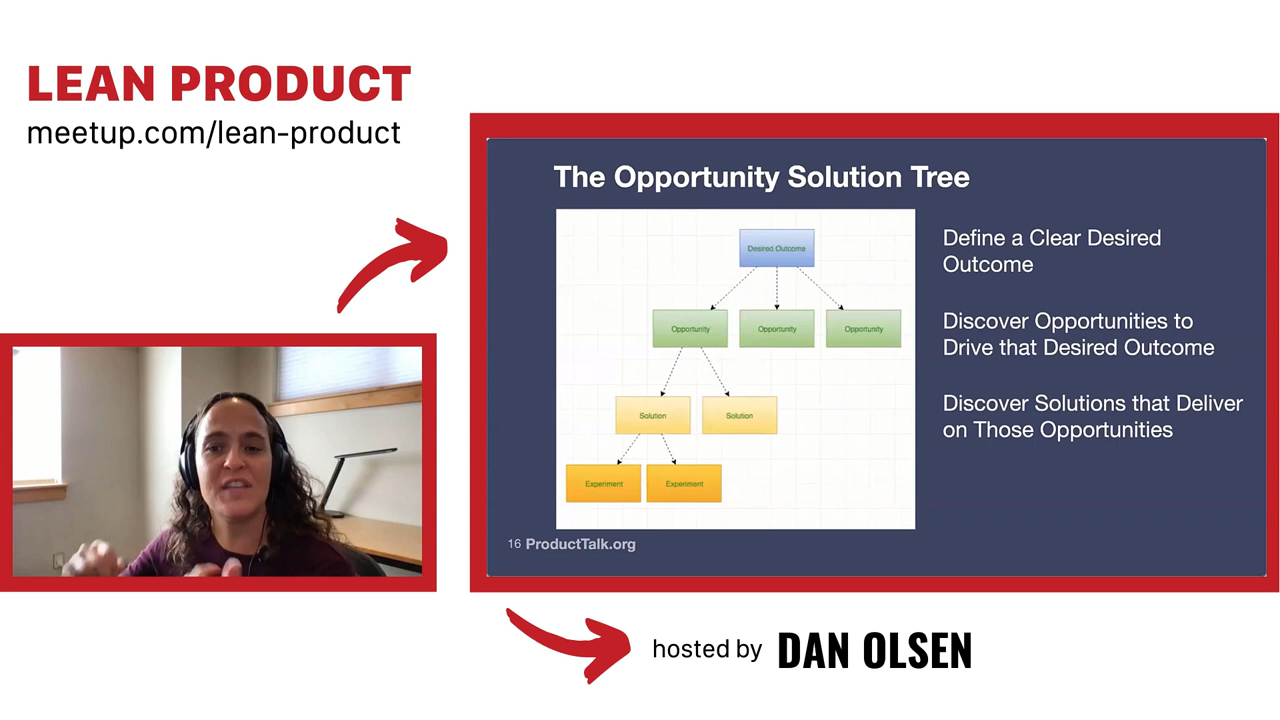 LEAN PRODUCT
meetup.com/lean-product
The Opportunity Solution Tree
Desired Outcome
Opportunity
Opportunity
Opportunity
Solution
Solution
Experiment
Experiment
Define a Clear Desired
Outcome
Discover Opportunities to
Drive that Desired Outcome
Discover Solutions that Deliver
on Those Opportunities
16 ProductTalk.org
hosted by DAN OLSEN